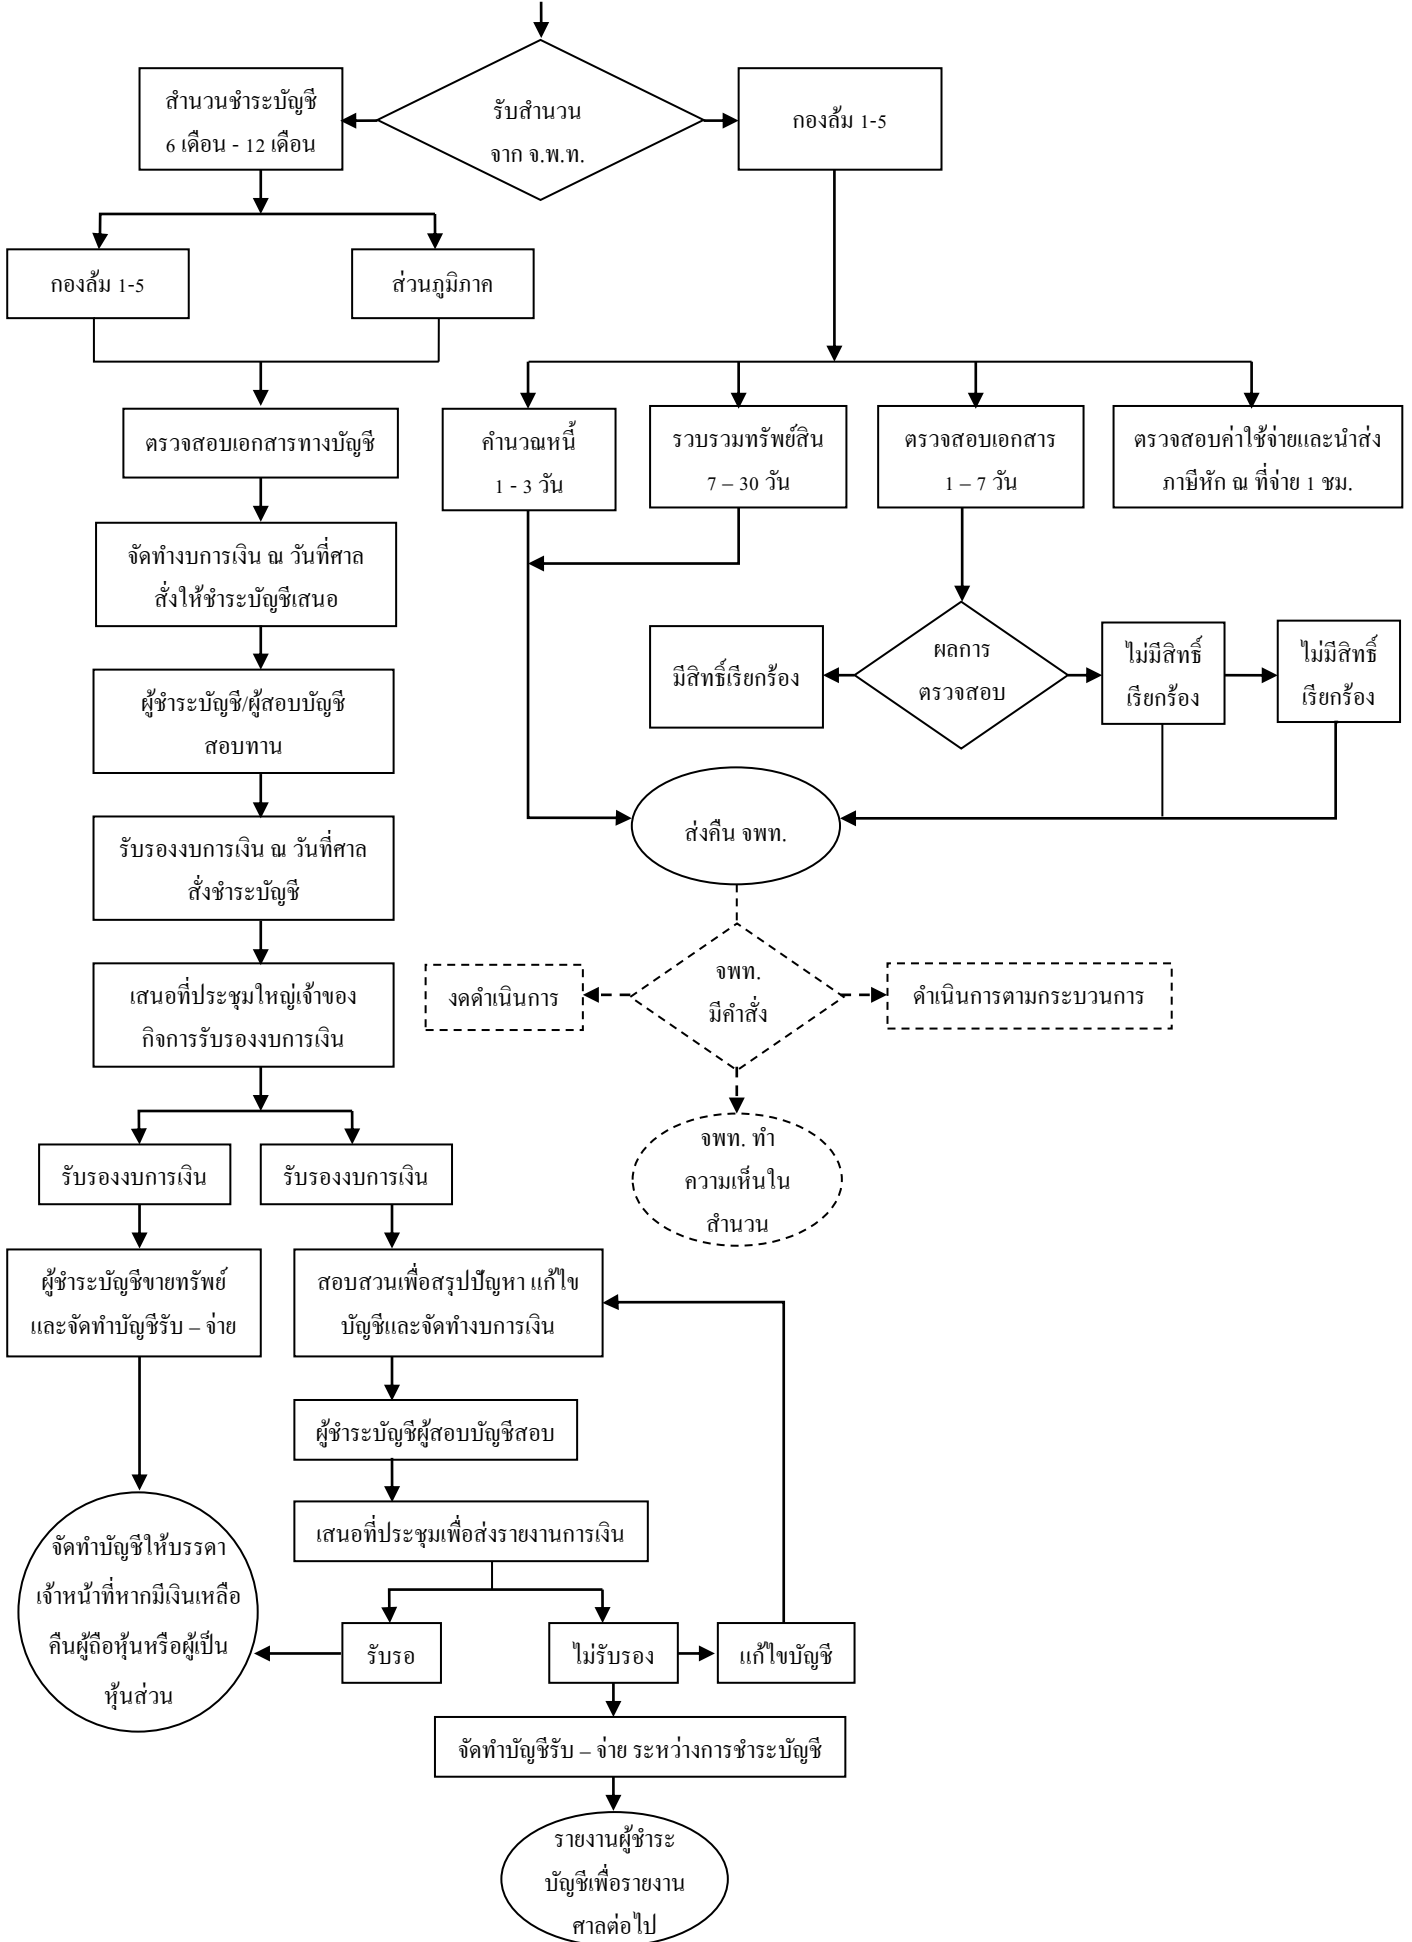 รับสำนวน
จาก จ.พ.ท.
สำนวนชำระบัญชี
6 เดือน - 12 เดือน
กองล้ม 1-5
กองล้ม 1-5
ส่วนภูมิภาค
ตรวจสอบเอกสารทางบัญชี
จัดทำงบการเงิน ณ วันที่ศาล
สั่งให้ชำระบัญชีเสนอ
ผู้ชำระบัญชี/ผู้สอบบัญชี
สอบทาน
รับรองงบการเงิน ณ วันที่ศาล
สั่งชำระบัญชี
เสนอที่ประชุมใหญ่เจ้าของ
กิจการรับรองงบการเงิน
รับรองงบการเงิน
รับรองงบการเงิน
ผู้ชำระบัญชีขายทรัพย์
และจัดทำบัญชีรับ – จ่าย
สอบสวนเพื่อสรุปปัญหา แก้ไข
บัญชีและจัดทำงบการเงิน
ผู้ชำระบัญชีผู้สอบบัญชีสอบ
เสนอที่ประชุมเพื่อส่งรายงานการเงิน
จัดทำบัญชีให้บรรดา
เจ้าหน้าที่หากมีเงินเหลือ
คืนผู้ถือหุ้นหรือผู้เป็น
หุ้นส่วน
รับรอ
ไม่รับรอง
แก้ไขบัญชี
จัดทำบัญชีรับ – จ่าย ระหว่างการชำระบัญชี
รายงานผู้ชำระ
บัญชีเพื่อรายงาน
ศาลต่อไป
คำนวณหนี้
1 - 3 วัน
รวบรวมทรัพย์สิน
7 – 30 วัน
ตรวจสอบเอกสาร
1 – 7 วัน
ตรวจสอบค่าใช้จ่ายและนำส่ง
ภาษีหัก ณ ที่จ่าย 1 ชม.
มีสิทธิ์เรียกร้อง
ผลการ
ตรวจสอบ
ไม่มีสิทธิ์
เรียกร้อง
ไม่มีสิทธิ์
เรียกร้อง
ส่งคืน จพท.
งดดำเนินการ
จพท.
มีคำสั่ง
ดำเนินการตามกระบวนการ
จพท. ทำ
ความเห็นใน
สำนวน